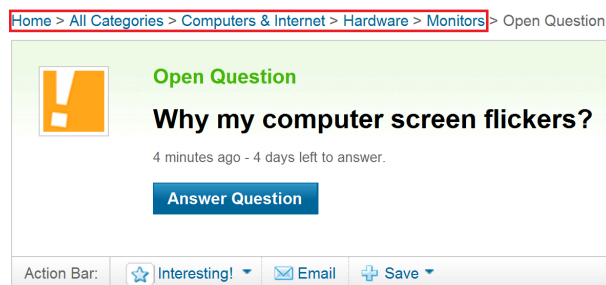 Home > All Categories > Computers & Internet > Hardware > Monitors > Open Question
Open Question
Why my computer screen flickers?
4 minutes ago - 4 days left to answer.
Answer Question
Action Bar: Interesting! Email Save